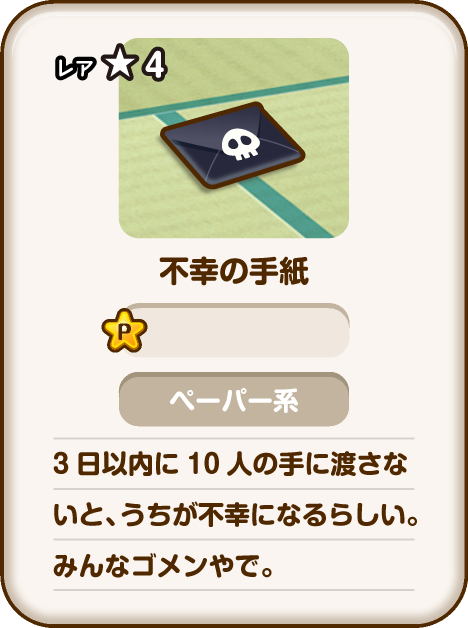 レア★4
不幸の手紙
P
ペーパー系
3日以内に10人の手に渡さな
いと、うちが不幸になるらしい。
みんなゴメンやで。